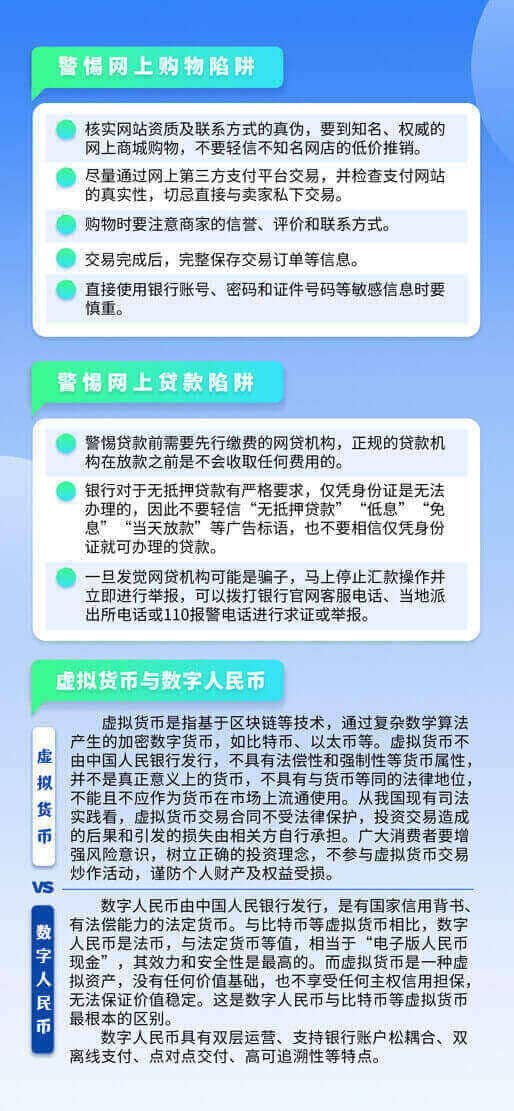 警惕网上购物陷阱
核实网站资质及联系方式的真伪，要到知名、权威的
网上商城购物，不要轻信不知名网店的低价推销。
尽量通过网上第三方支付平台交易，并检查支付网站
的真实性，切忌直接与卖家私下交易。
购物时要注意商家的信誉、评价和联系方式。
交易完成后，完整保存交易订单等信息。
直接使用银行账号、密码和证件号码等敏感信息时要
慎重。
警惕网上贷款陷阱
警惕贷款前需要先行缴费的网贷机构，正规的贷款机
构在放款之前是不会收取任何费用的。
银行对于无抵押贷款有严格要求，仅凭身份证是无法
办理的，因此不要轻信“无抵押贷款”“低息”“免
息”“当天放款”等广告标语，也不要相信仅凭身份
证就可办理的贷款。
一旦发觉网贷机构可能是骗子，马上停止汇款操作并
立即进行举报，可以拨打银行官网客服电话、当地派
出所电话或110报警电话进行求证或举报。
虚拟货币与数字人民币
虚拟货币
虚拟货币是指基于区块链等技术，通过复杂数学算法
产生的加密数字货币，如比特币、以太币等。虚拟货币不
由中国人民银行发行，不具有法偿性和强制性等货币属性，
并不是真正意义上的货币，不具有与货币等同的法律地位，
不能且不应作为货币在市场上流通使用。从我国现有司法
实践看，虚拟货币交易合同不受法律保护，投资交易造成
的后果和引发的损失由相关方自行承担。广大消费者要增
强风险意识，树立正确的投资理念，不参与虚拟货币交易
炒作活动，谨防个人财产及权益受损。
VS
数字人民币
数字人民币由中国人民银行发行，是有国家信用背书、
有法偿能力的法定货币。与比特币等虚拟货币相比，数字
人民币是法币，与法定货币等值，相当于“电子版人民币
现金”，其效力和安全性是最高的。而虚拟货币是一种虚
拟资产，没有任何价值基础，也不享受任何主权信用担保，
无法保证价值稳定。这是数字人民币与比特币等虚拟货币
最根本的区别。
数字人民币具有双层运营、支持银行账户松耦合、双
离线支付、点对点交付、高可追溯性等特点。